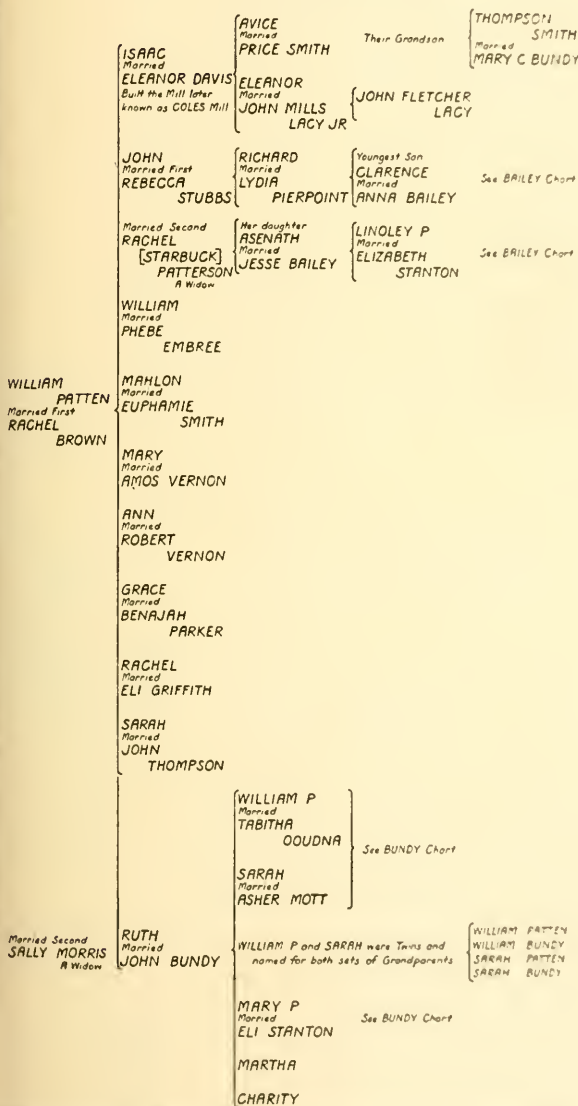 WILLIAM
PATTEN
Married First
RACHEL
BROWN
ISAAC
Married
ELEANOR DAVIS
Built the Mill later
known as COLES Mill
AVICE
Married
PRICE SMITH
Their Grandson
THOMPSON
SMITH
Married
MARY C BUNDY
ELEANOR
Married
JOHN MILLS
LACY JR
JOHN FLETCHER
LACY
JOHN
Married First
REBECCA
STUBBS
RICHARD
Married
LYDIA
PIERPOINT
Youngest Son
CLARENCE
Married
ANNA BAILEY
See BAILEY Chart
Married Second
RACHEL
[STARBUCK]
PATTERSON
A Widow
Her daughter
ASENATH
Married
JESSE BAILEY
LINOLEY P
Married
ELIZABETH
STANTON
See BAILEY Chart
WILLIAM
Married
PHEBE
EMBREE
MAHLON
Married
EUPHAMIE
SMITH
MARY
Married
AMOS VERNON
ANN
Married
ROBERT
VERNON
GRACE
Married
BENAJAH
PARKER
RACHEL
Married
ELI GRIFFITH
SARAH
Married
JOHN
THOMPSON
Married Second
SALLY MORRIS
A Widow
RUTH
Married
JOHN BUNDY
WILLIAM P
Married
TABITHA
OOUDNA
SARAH
Married
ASHER MOTT
See BUNDY Chart
WILLIAM P and SARAH were Twins and
named for both sets of Grandparents
WILLIAM PATTEN
WILLIAM BUNDY
SARAH PATTEN
SARAH BUNDY
MARY P
Married
ELI STANTON
See BUNDY Chart
MARTHA
CHARITY